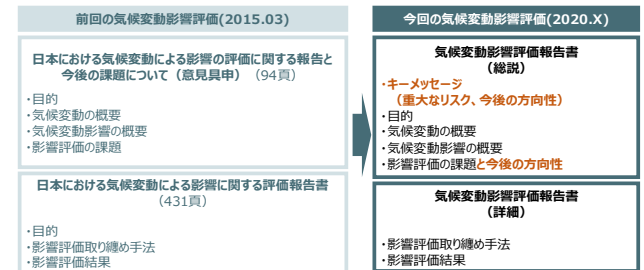 前回の気候変動影響評価(2015.03)
日本における気候変動による影響の評価に関する報告と
今後の課題について（意見具申）（94頁）
・目的
・気候変動の概要
・気候変動影響の概要
・影響評価の課題
日本における気候変動による影響に関する評価報告書
（431頁）
・目的
・影響評価取り纏め手法
・影響評価結果
今回の気候変動影響評価(2020.X)
気候変動影響評価報告書
（総説）
・キーメッセージ
（重大なリスク、今後の方向性）
・目的
・気候変動の概要
・気候変動影響の概要
・影響評価の課題と今後の方向性
気候変動影響評価報告書
（詳細）
・影響評価取り纏め手法
・影響評価結果